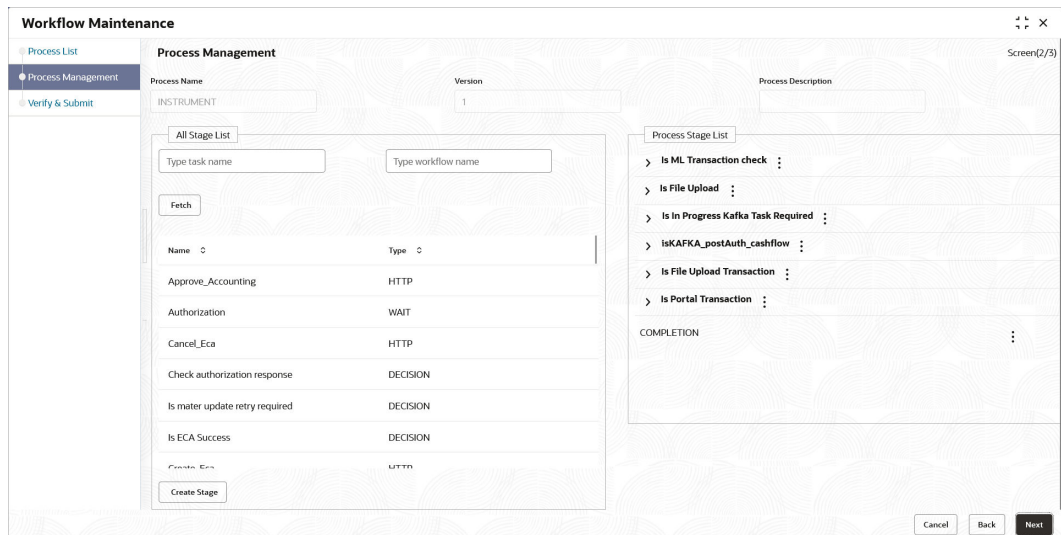 Workflow Maintenance
Process List
Process Management
Verify & Submit
Process Management
Screen(2/3)
Process Name
Version
Process Description
INSTRUMENT
1
All Stage List
Type task name
Type workflow name
Fetch
Name
Type
Approve_Accounting
HTTP
Authorization
WAIT
Cancel_Eca
HTTP
Check authorization response
DECISION
Is mater update retry required
DECISION
Is ECA Success
DECISION
Create_Eca
HTTP
Create Stage
Process Stage List
Is ML Transaction check
Is File Upload
Is In Progress Kafka Task Required
isKAFKA_postAuth_cashflow
Is File Upload Transaction
Is Portal Transaction
COMPLETION
Cancel
Back
Next